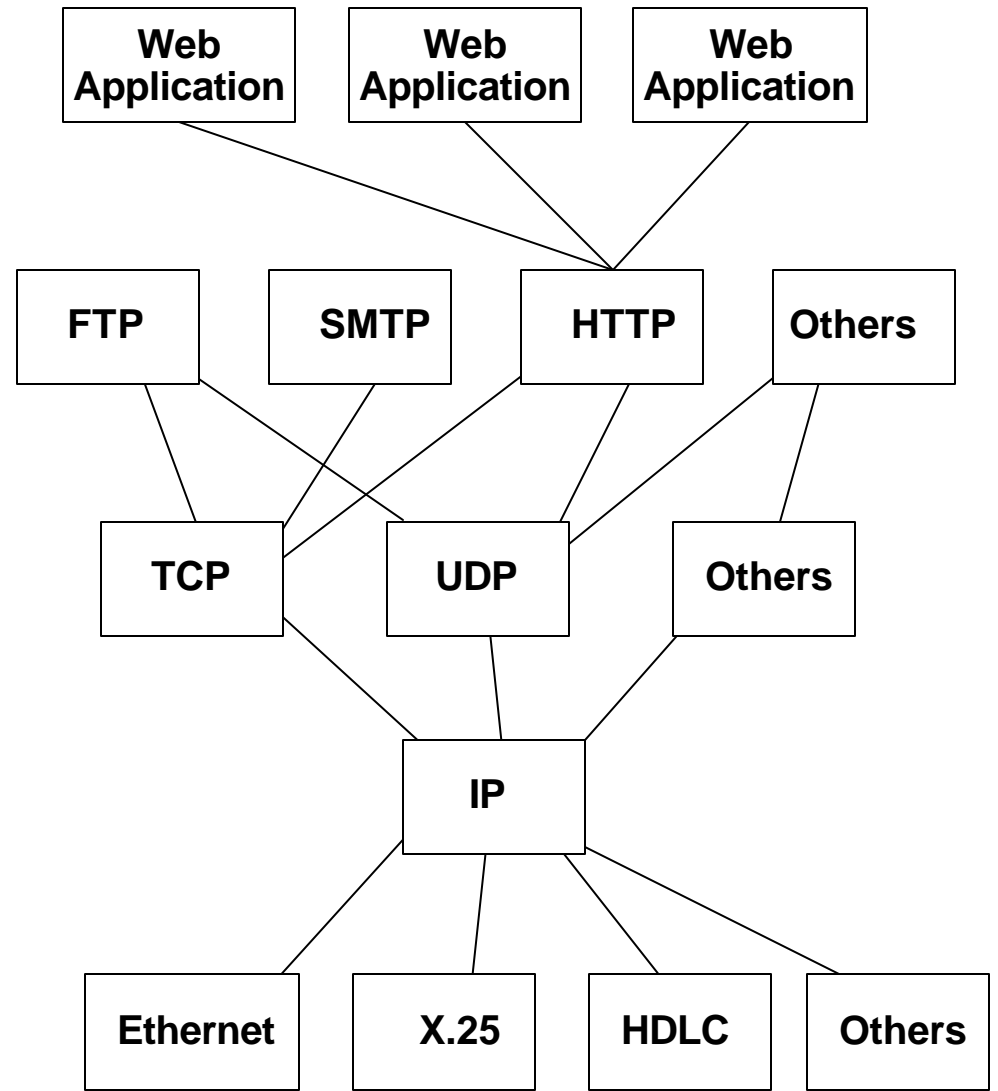 Web
Application
Web
Application
Web
Application
FTP
SMTP
HTTP
Others
TCP
UDP
Others
IP
Ethernet
X.25
HDLC
Others